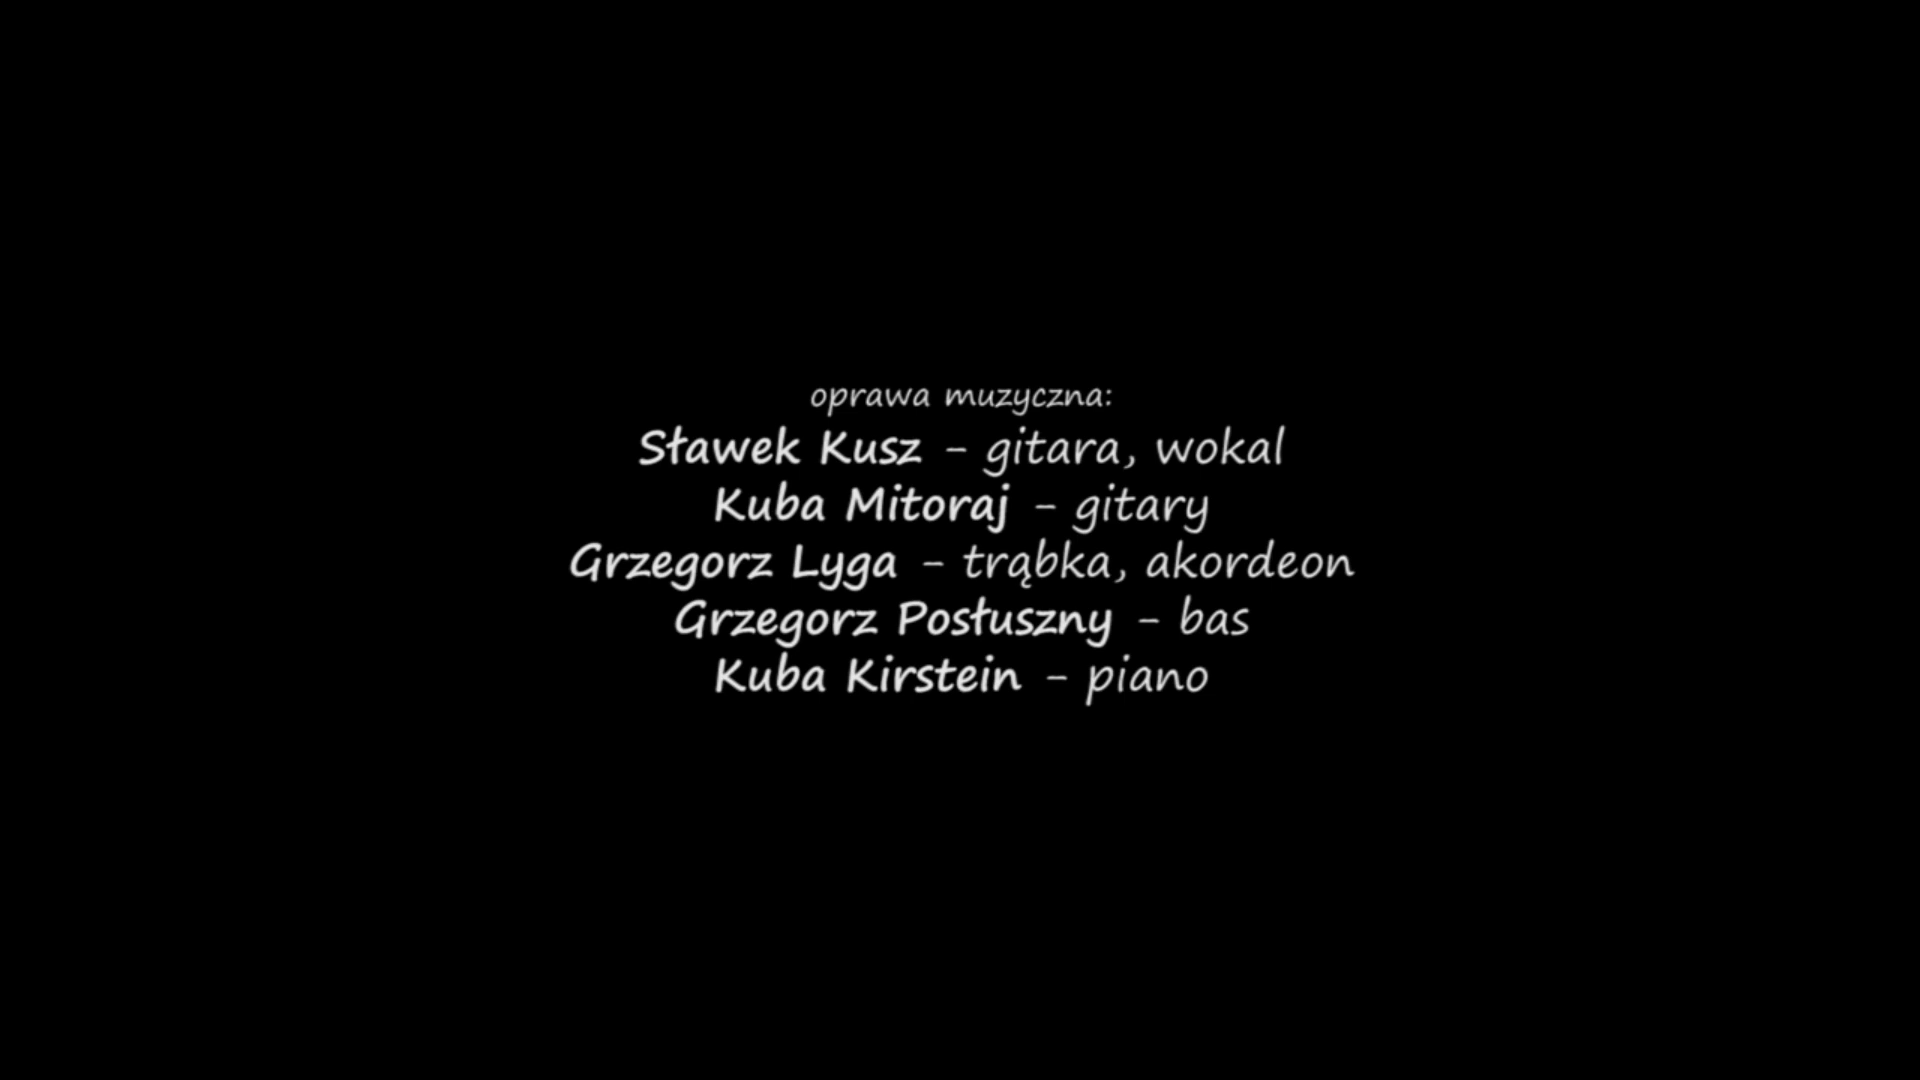 oprawa muzyczna:
Sławek Kusz - gitara, wokal
Kuba Mitoraj - gitary
Grzegorz Lyga - trąbka, akordeon
Grzegorz Posłuszny - bas
Kuba Kirstein - piano